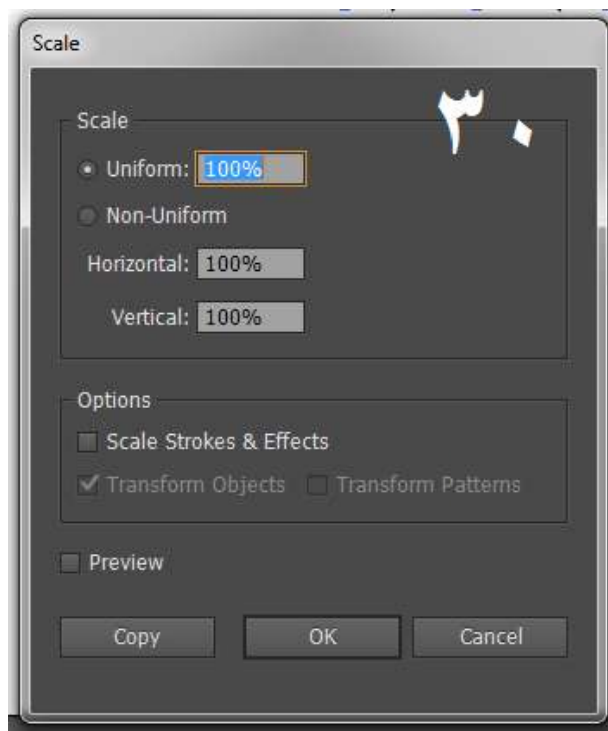 Scale
٣٠
Scale
Uniform: 100%
Non-Uniform
Horizontal: 100%
Vertical: 100%
Options
Scale Strokes & Effects
Transform Objects Transform Patterns
Preview
Copy OK Cancel